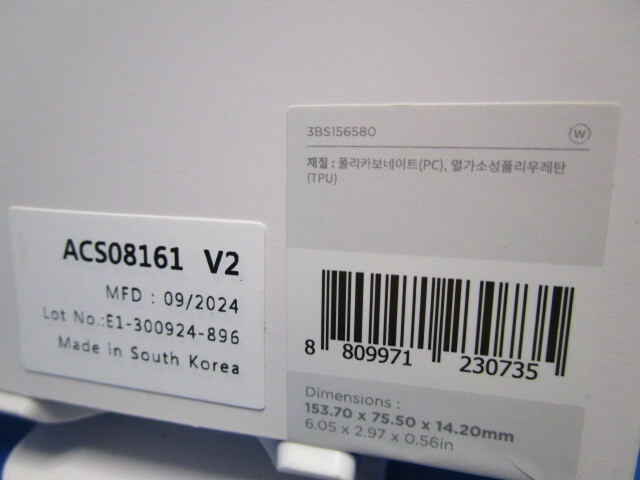 3BS156580
W
재질 : 폴리카보네이트(PC), 열가소성폴리우레탄
(TPU)
ACS08161 V2
MFD : 09/2024
Lot No.:E1-300924-896
Made in South Korea
8 809971 230735
Dimensions :
153.70 x 75.50 x 14.20mm
6.05 x 2.97 x 0.56in